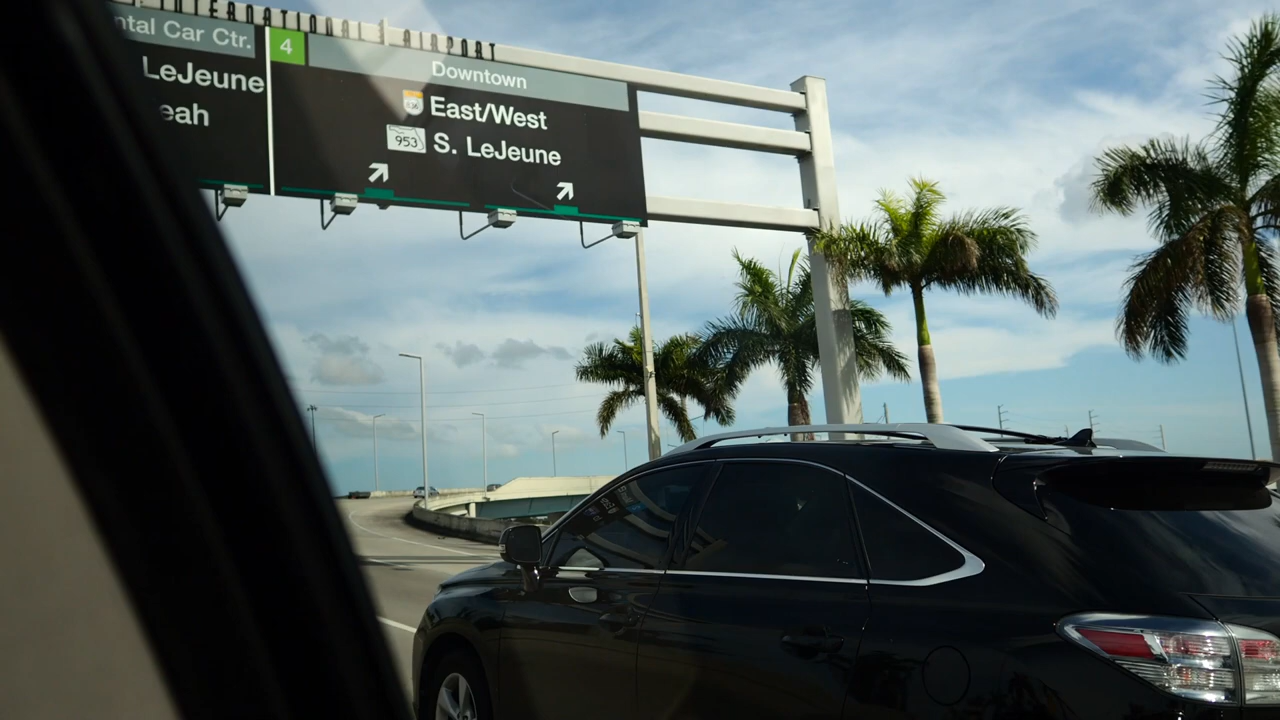 INTERNATIONAL AIRPORT
ntal Car Ctr.
LeJeune
eah
4
Downtown
836
East/West
953
S. LeJeune